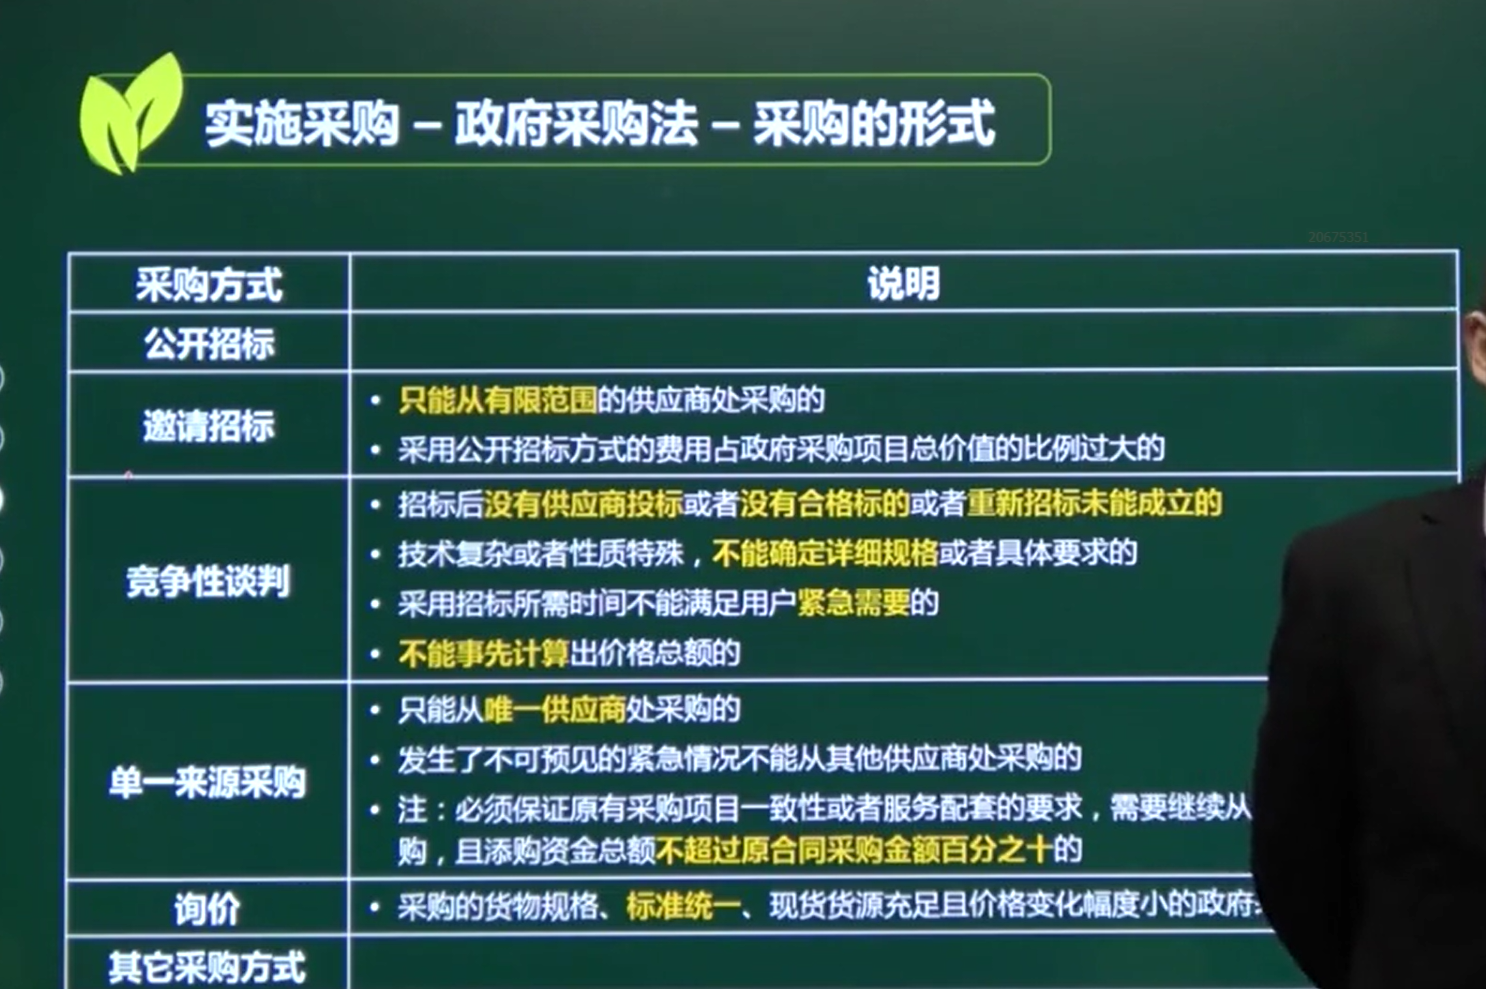 实施采购 – 政府采购法 – 采购的形式
20675351
采购方式 说明
公开招标
邀请招标
• 只能从有限范围的供应商处采购的
• 采用公开招标方式的费用占政府采购项目总价值的比例过大的
竞争性谈判
• 招标后没有供应商投标或者没有合格标的或者重新招标未能成立的
• 技术复杂或者性质特殊，不能确定详细规格或者具体要求的
• 采用招标所需时间不能满足用户紧急需要的
• 不能事先计算出价格总额的
单一来源采购
• 只能从唯一供应商处采购的
• 发生了不可预见的紧急情况不能从其他供应商处采购的
• 注：必须保证原有采购项目一致性或者服务配套的要求，需要继续从
购，且添购资金总额不超过原合同采购金额百分之十的
询价
• 采购的货物规格、标准统一、现货货源充足且价格变化幅度小的政府
其它采购方式